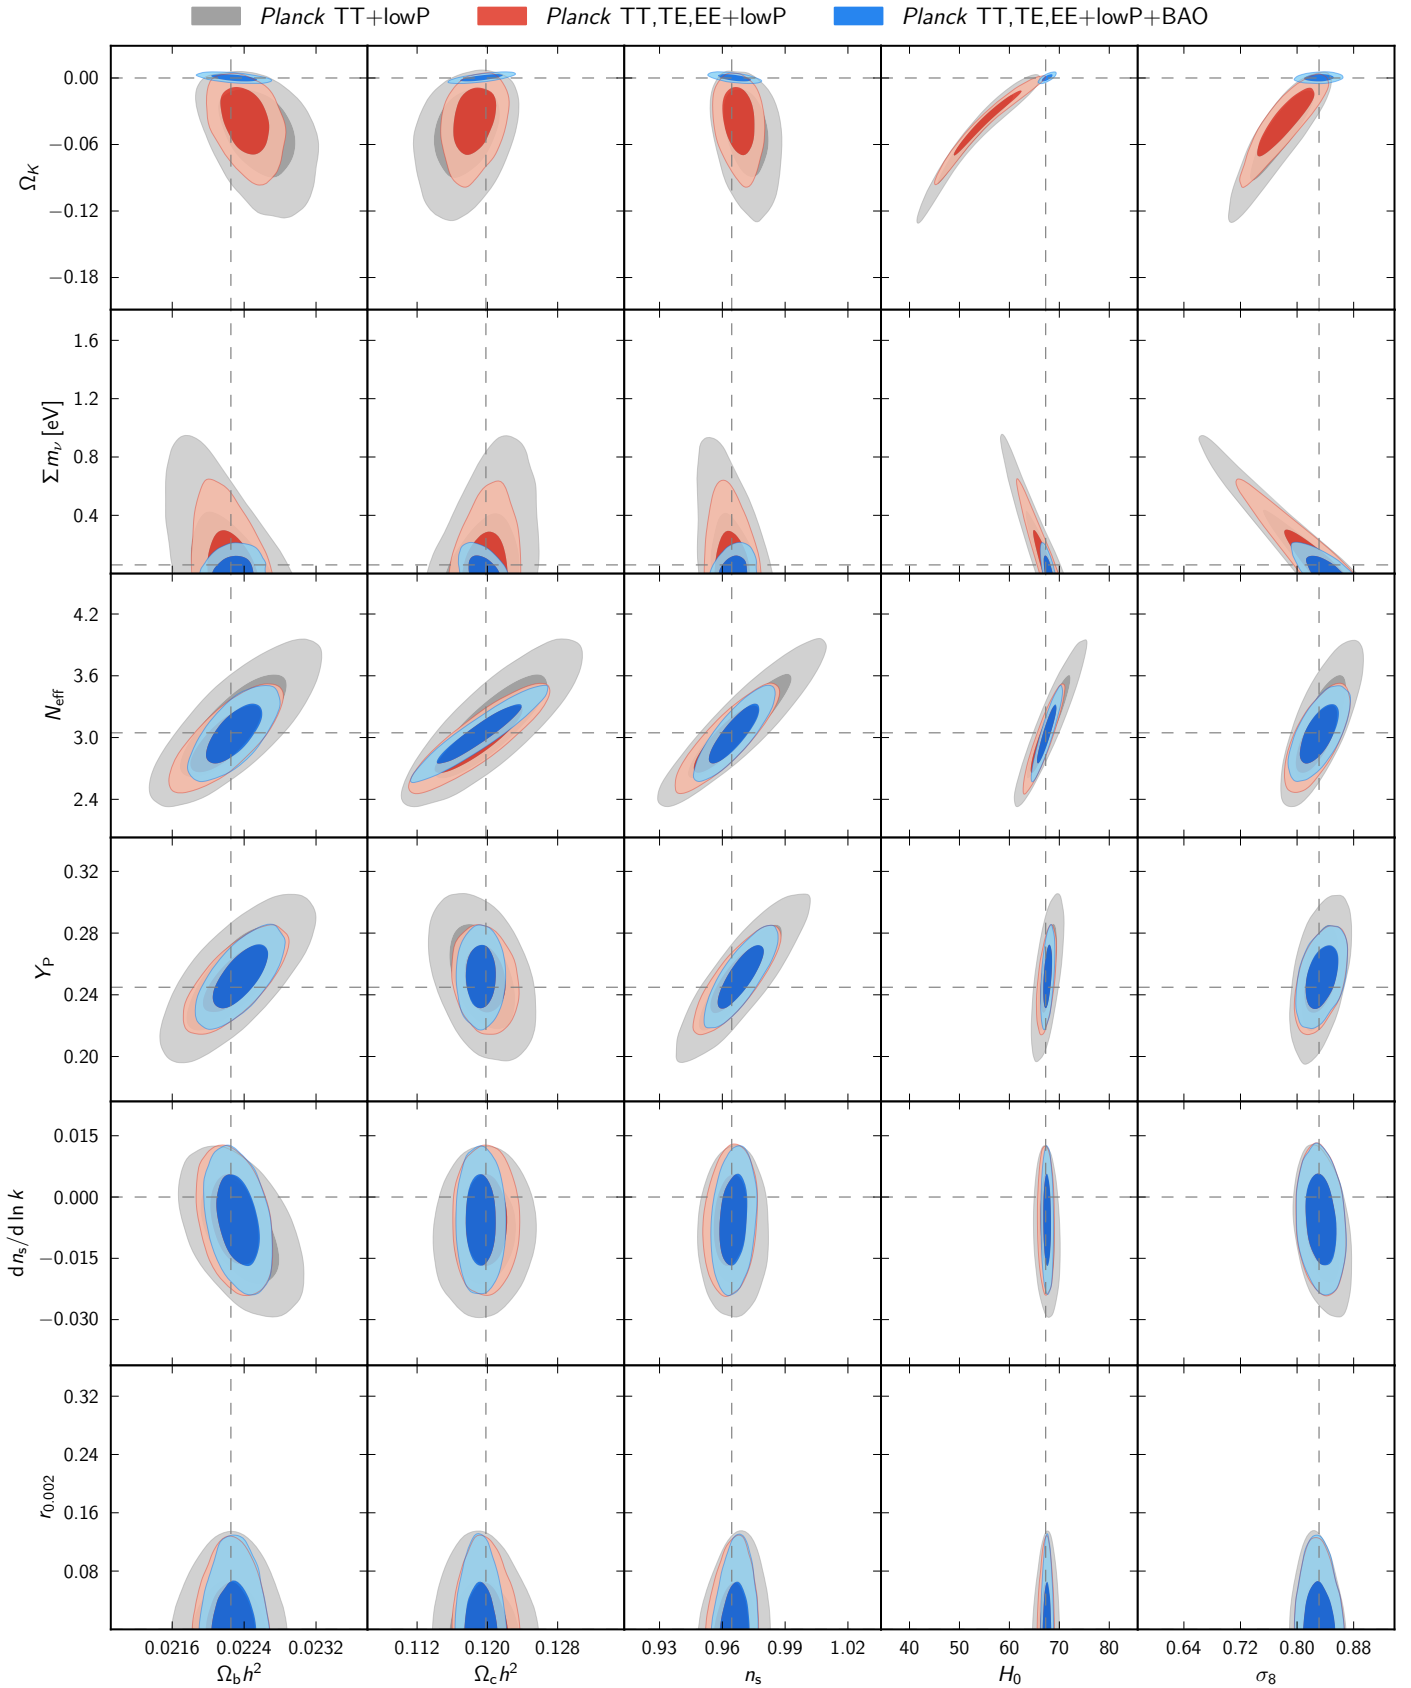 Planck TT+lowP Planck TT,TE,EE+lowP Planck TT,TE,EE+lowP+BAO
Ω_K
0.00
−0.06
−0.12
−0.18
Σm_ν [eV]
1.6
1.2
0.8
0.4
N_eff
4.2
3.6
3.0
2.4
Y_P
0.32
0.28
0.24
0.20
dn_s/d ln k
0.015
0.000
−0.015
−0.030
r_0.002
0.32
0.24
0.16
0.08
0.0216 0.0224 0.0232 0.112 0.120 0.128 0.93 0.96 0.99 1.02 40 50 60 70 80 0.64 0.72 0.80 0.88
Ω_b h² Ω_c h² n_s H_0 σ_8